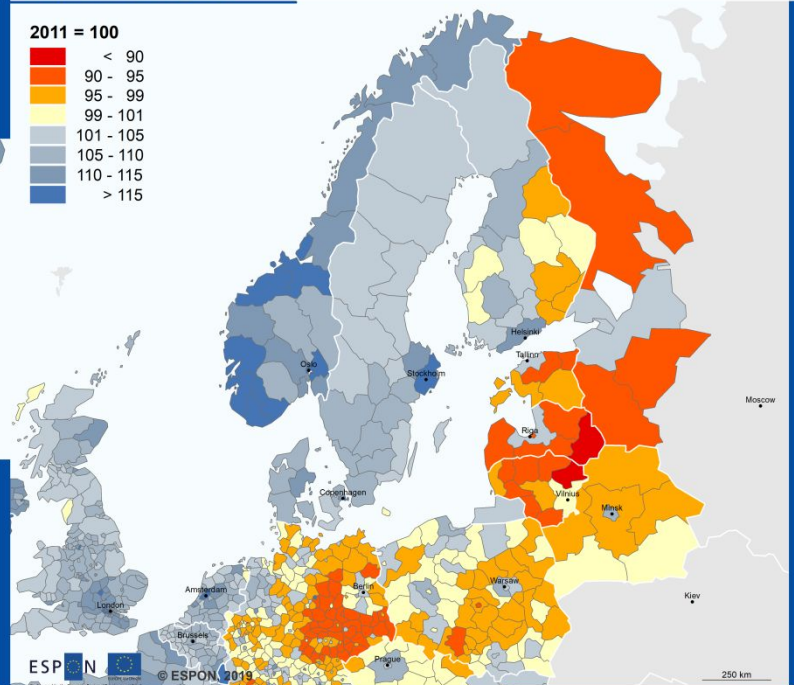 2011 = 100
< 90
90 - 95
95 - 99
99 - 101
101 - 105
105 - 110
110 - 115
> 115
Helsinki
Tallinn
Oslo
Stockholm
Moscow
Riga
Copenhagen
Vilnius
Minsk
Berlin
Warsaw
Amsterdam
Kiev
London
Brussels
Prague
ESPON
© ESPON, 2019
250 km